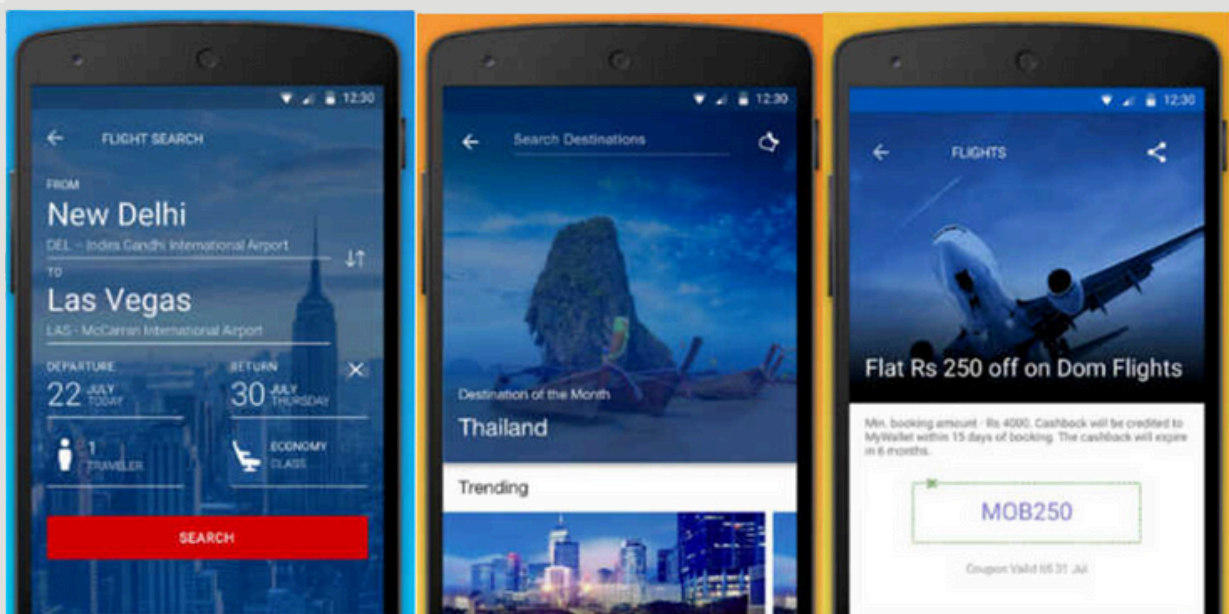 12:30
FLIGHT SEARCH
FROM
New Delhi
DEL - Indira Gandhi International Airport
TO
Las Vegas
LAS - McCarran International Airport
DEPARTURE
22 JULY
TODAY
RETURN
30 JULY
THURSDAY
1
TRAVELER
ECONOMY
CLASS
SEARCH
12:30
Search Destinations
Destination of the Month
Thailand
Trending
12:30
FLIGHTS
Flat Rs 250 off on Dom Flights
Min. booking amount - Rs 4000. Cashback will be credited to
MyWallet within 15 days of booking. The cashback will expire
in 6 months.
MOB250
Coupon Valid till 31 Jul